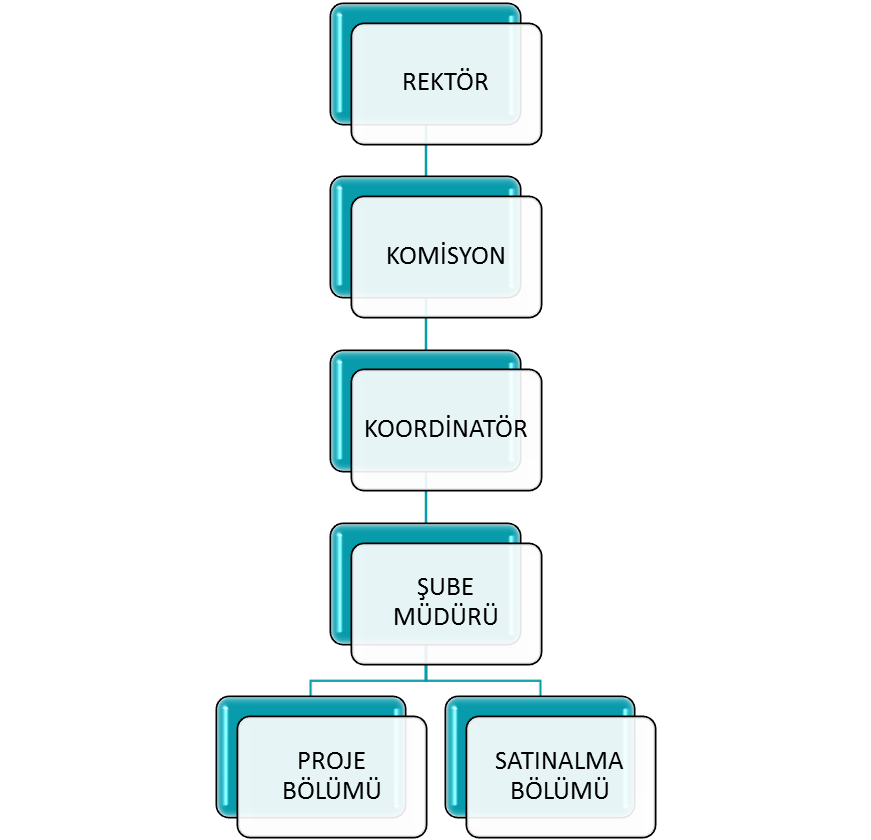 REKTÖR
KOMİSYON
KOORDİNATÖR
ŞUBE
MÜDÜRÜ
PROJE
BÖLÜMÜ
SATINALMA
BÖLÜMÜ